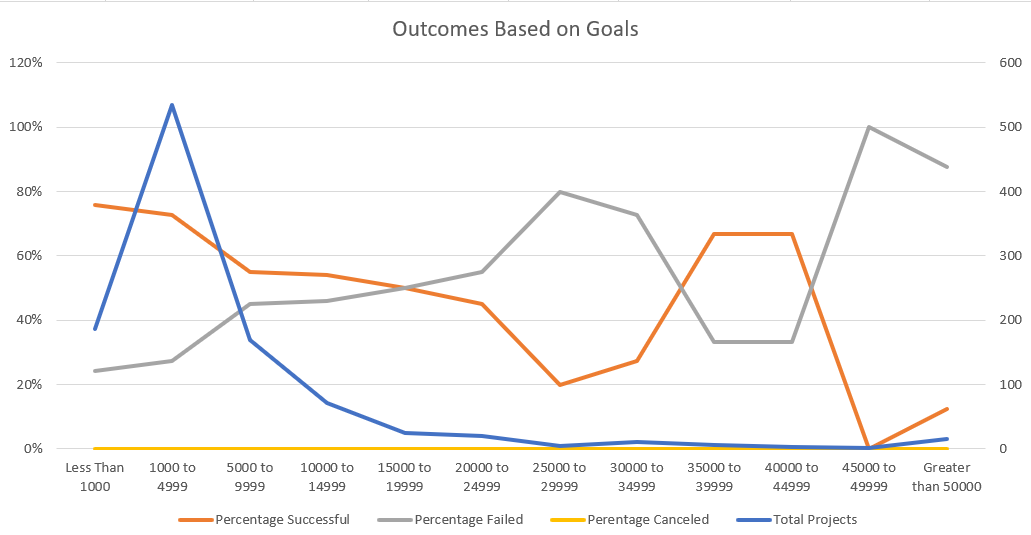 Outcomes Based on Goals
120%
100%
80%
60%
40%
20%
0%
600
500
400
300
200
100
0
Less Than
1000
1000 to
4999
5000 to
9999
10000 to
14999
15000 to
19999
20000 to
24999
25000 to
29999
30000 to
34999
35000 to
39999
40000 to
44999
45000 to
49999
Greater
than 50000
Percentage Successful
Percentage Failed
Perentage Canceled
Total Projects